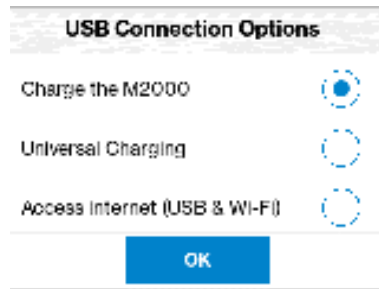 USB Connection Options
Charge the M2000
Universal Charging
Access Internet (USB & Wi-Fi)
OK